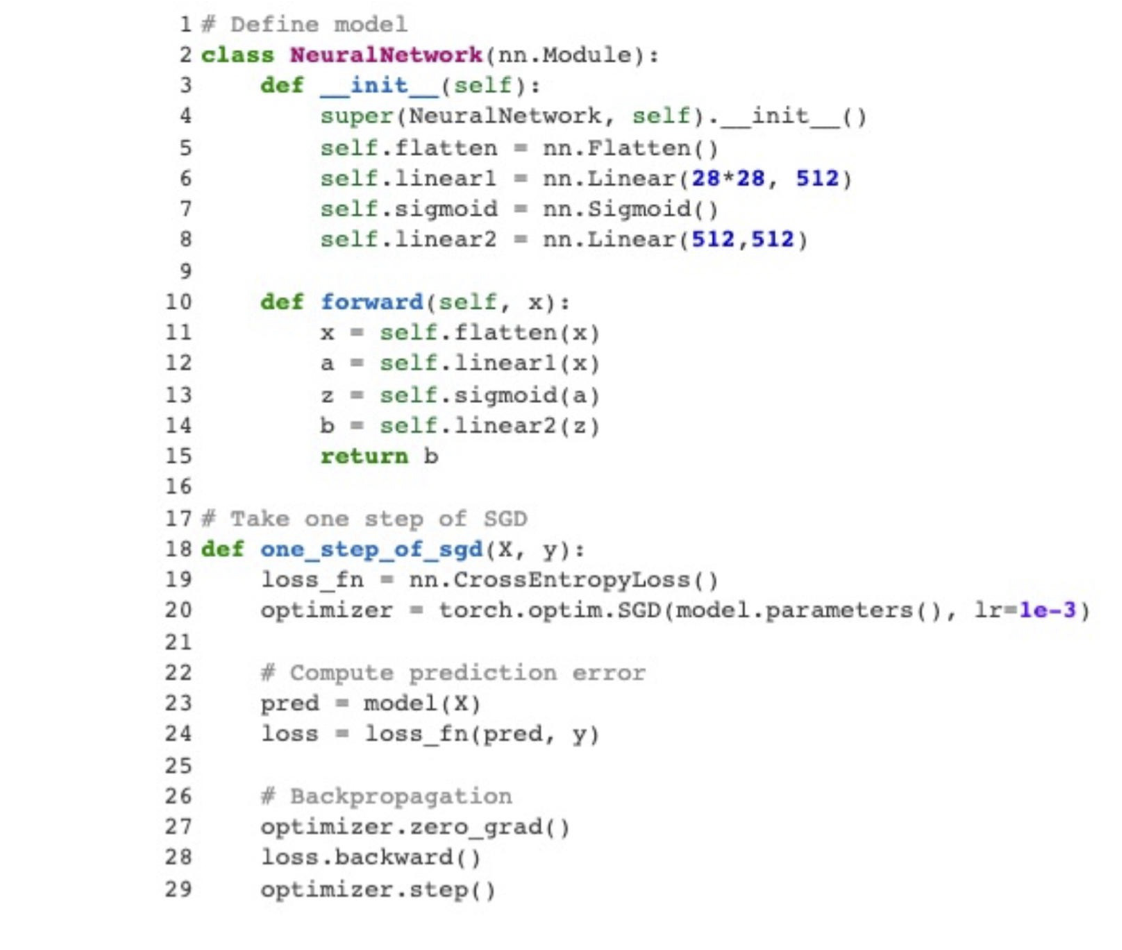 1 # Define model
2 class NeuralNetwork(nn.Module):
3     def __init__(self):
4         super(NeuralNetwork, self).__init__()
5         self.flatten = nn.Flatten()
6         self.linear1 = nn.Linear(28*28, 512)
7         self.sigmoid = nn.Sigmoid()
8         self.linear2 = nn.Linear(512,512)
9
10     def forward(self, x):
11         x = self.flatten(x)
12         a = self.linear1(x)
13         z = self.sigmoid(a)
14         b = self.linear2(z)
15         return b
16
17 # Take one step of SGD
18 def one_step_of_sgd(X, y):
19     loss_fn = nn.CrossEntropyLoss()
20     optimizer = torch.optim.SGD(model.parameters(), lr=1e-3)
21
22     # Compute prediction error
23     pred = model(X)
24     loss = loss_fn(pred, y)
25
26     # Backpropagation
27     optimizer.zero_grad()
28     loss.backward()
29     optimizer.step()